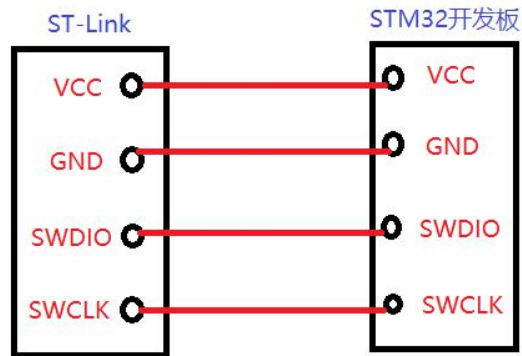 ST-Link STM32开发板
VCC VCC
GND GND
SWDIO SWDIO
SWCLK SWCLK